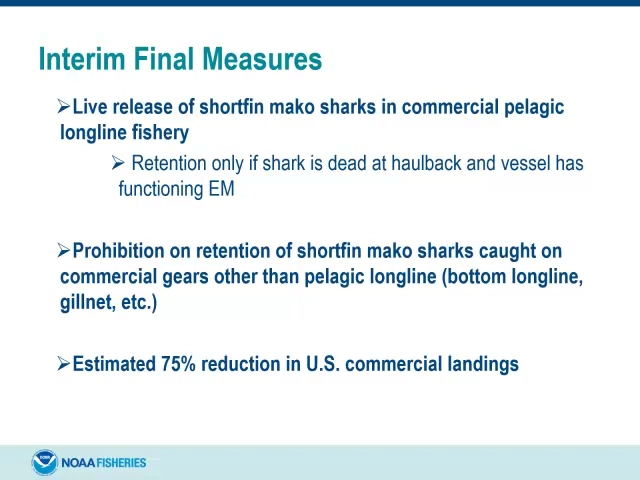 Interim Final Measures
➢Live release of shortfin mako sharks in commercial pelagic
longline fishery
➢ Retention only if shark is dead at haulback and vessel has
functioning EM
➢Prohibition on retention of shortfin mako sharks caught on
commercial gears other than pelagic longline (bottom longline,
gillnet, etc.)
➢Estimated 75% reduction in U.S. commercial landings
NOAA FISHERIES